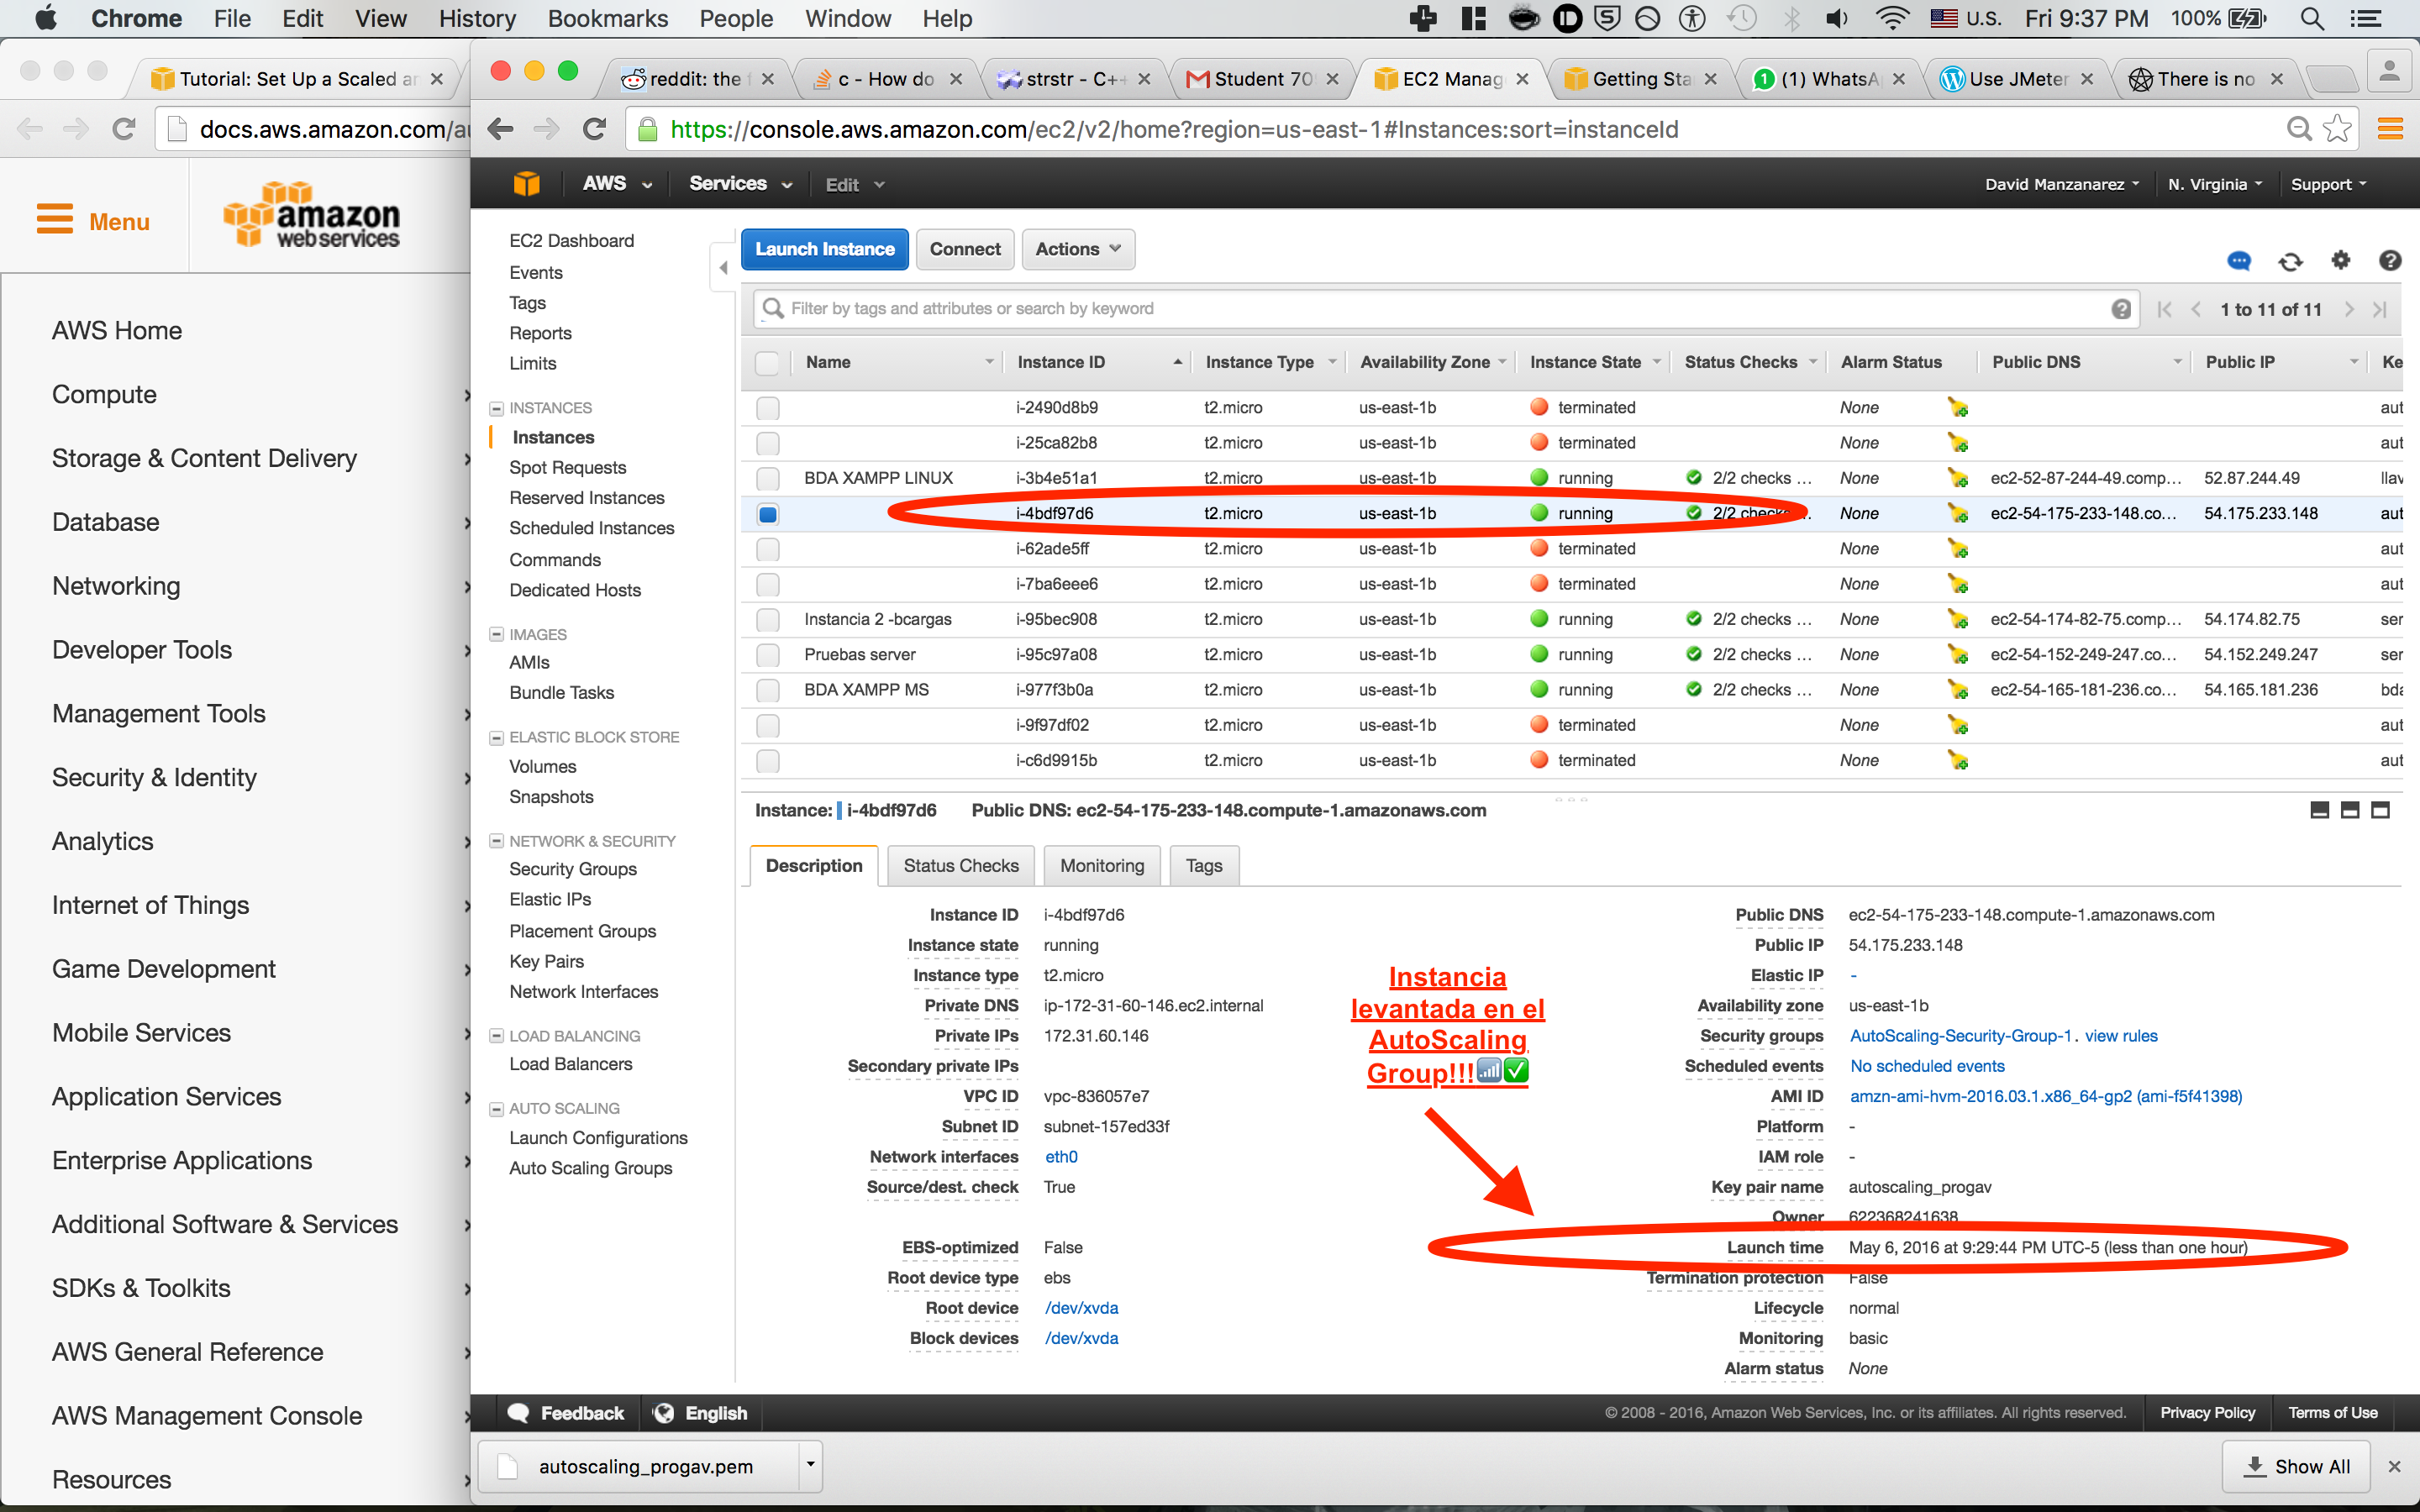 Chrome File Edit View History Bookmarks People Window Help U.S. Fri 9:37 PM 100%
Tutorial: Set Up a Scaled an
reddit: the f c - How do strstr - C++ Student 70 EC2 Manag Getting Sta (1) WhatsA Use JMeter There is no
docs.aws.amazon.com/au
https://console.aws.amazon.com/ec2/v2/home?region=us-east-1#Instances:sort=instanceId
AWS Services Edit David Manzanarez N. Virginia Support
Menu
amazon
web services
AWS Home
Compute
Storage & Content Delivery
Database
Networking
Developer Tools
Management Tools
Security & Identity
Analytics
Internet of Things
Game Development
Mobile Services
Application Services
Enterprise Applications
Additional Software & Services
SDKs & Toolkits
AWS General Reference
AWS Management Console
Resources
EC2 Dashboard
Events
Tags
Reports
Limits
INSTANCES
Instances
Spot Requests
Reserved Instances
Scheduled Instances
Commands
Dedicated Hosts
IMAGES
AMIs
Bundle Tasks
ELASTIC BLOCK STORE
Volumes
Snapshots
NETWORK & SECURITY
Security Groups
Elastic IPs
Placement Groups
Key Pairs
Network Interfaces
LOAD BALANCING
Load Balancers
AUTO SCALING
Launch Configurations
Auto Scaling Groups
Launch Instance Connect Actions
Filter by tags and attributes or search by keyword 1 to 11 of 11
Name Instance ID Instance Type Availability Zone Instance State Status Checks Alarm Status Public DNS Public IP Ke
i-2490d8b9 t2.micro us-east-1b terminated None aut
i-25ca82b8 t2.micro us-east-1b terminated None aut
BDA XAMPP LINUX i-3b4e51a1 t2.micro us-east-1b running 2/2 checks ... None ec2-52-87-244-49.comp... 52.87.244.49 llav
i-4bdf97d6 t2.micro us-east-1b running 2/2 checks ... None ec2-54-175-233-148.co... 54.175.233.148 aut
i-62ade5ff t2.micro us-east-1b terminated None aut
i-7ba6eee6 t2.micro us-east-1b terminated None aut
Instancia 2 -bcargas i-95bec908 t2.micro us-east-1b running 2/2 checks ... None ec2-54-174-82-75.comp... 54.174.82.75 ser
Pruebas server i-95c97a08 t2.micro us-east-1b running 2/2 checks ... None ec2-54-152-249-247.co... 54.152.249.247 ser
BDA XAMPP MS i-977f3b0a t2.micro us-east-1b running 2/2 checks ... None ec2-54-165-181-236.co... 54.165.181.236 bda
i-9f97df02 t2.micro us-east-1b terminated None aut
i-c6d9915b t2.micro us-east-1b terminated None aut
Instance: i-4bdf97d6 Public DNS: ec2-54-175-233-148.compute-1.amazonaws.com
Description Status Checks Monitoring Tags
Instance ID i-4bdf97d6
Instance state running
Instance type t2.micro
Private DNS ip-172-31-60-146.ec2.internal
Private IPs 172.31.60.146
Secondary private IPs
VPC ID vpc-836057e7
Subnet ID subnet-157ed33f
Network interfaces eth0
Source/dest. check True
EBS-optimized False
Root device type ebs
Root device /dev/xvda
Block devices /dev/xvda
Instancia
levantada en el
AutoScaling
Group!!!📶✅
Public DNS ec2-54-175-233-148.compute-1.amazonaws.com
Public IP 54.175.233.148
Elastic IP -
Availability zone us-east-1b
Security groups AutoScaling-Security-Group-1. view rules
Scheduled events No scheduled events
AMI ID amzn-ami-hvm-2016.03.1.x86_64-gp2 (ami-f5f41398)
Platform -
IAM role -
Key pair name autoscaling_progav
Owner 622368241638
Launch time May 6, 2016 at 9:29:44 PM UTC-5 (less than one hour)
Termination protection False
Lifecycle normal
Monitoring basic
Alarm status None
Feedback English © 2008 - 2016, Amazon Web Services, Inc. or its affiliates. All rights reserved. Privacy Policy Terms of Use
autoscaling_progav.pem Show All